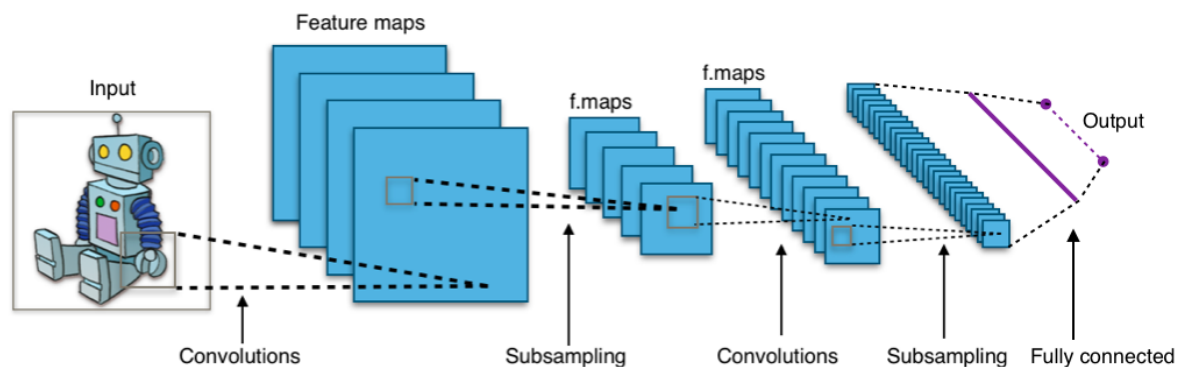 Input
Feature maps
f.maps
f.maps
Output
Convolutions
Subsampling
Convolutions
Subsampling
Fully connected